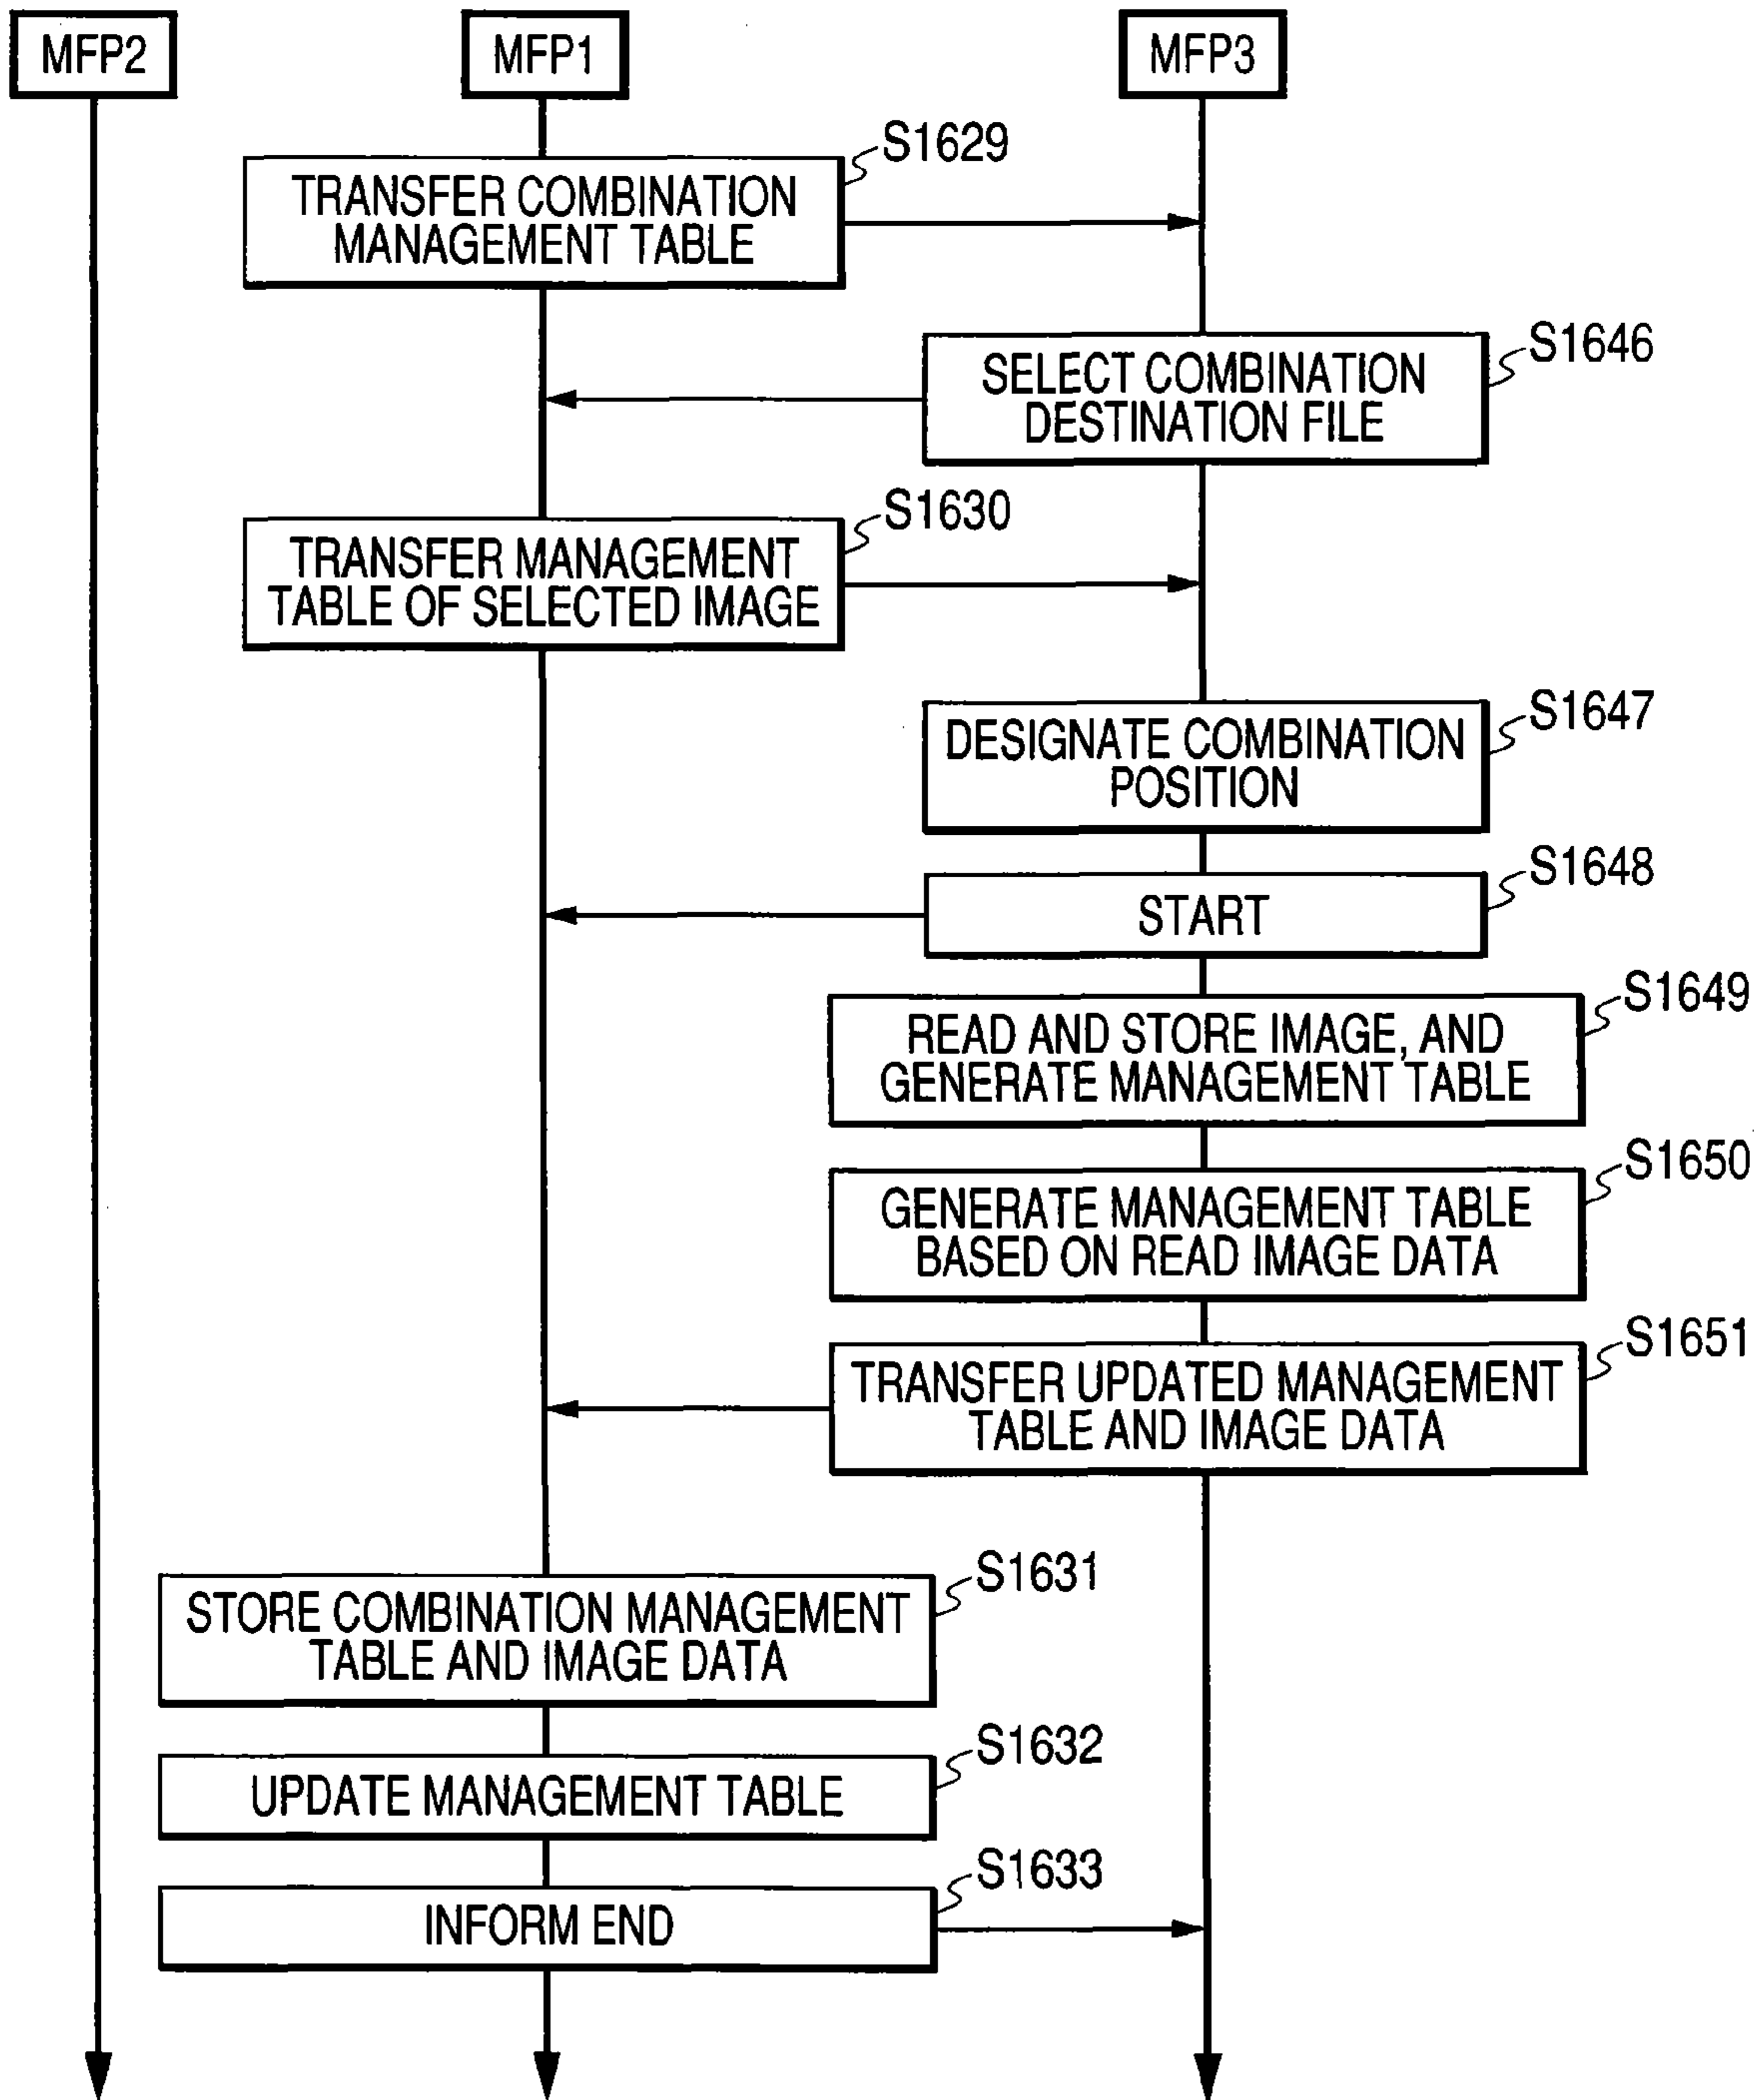 MFP2
MFP1
MFP3
S1629
TRANSFER COMBINATION
MANAGEMENT TABLE
S1646
SELECT COMBINATION
DESTINATION FILE
S1630
TRANSFER MANAGEMENT
TABLE OF SELECTED IMAGE
S1647
DESIGNATE COMBINATION
POSITION
S1648
START
S1649
READ AND STORE IMAGE, AND
GENERATE MANAGEMENT TABLE
S1650
GENERATE MANAGEMENT TABLE
BASED ON READ IMAGE DATA
S1651
TRANSFER UPDATED MANAGEMENT
TABLE AND IMAGE DATA
S1631
STORE COMBINATION MANAGEMENT
TABLE AND IMAGE DATA
S1632
UPDATE MANAGEMENT TABLE
S1633
INFORM END